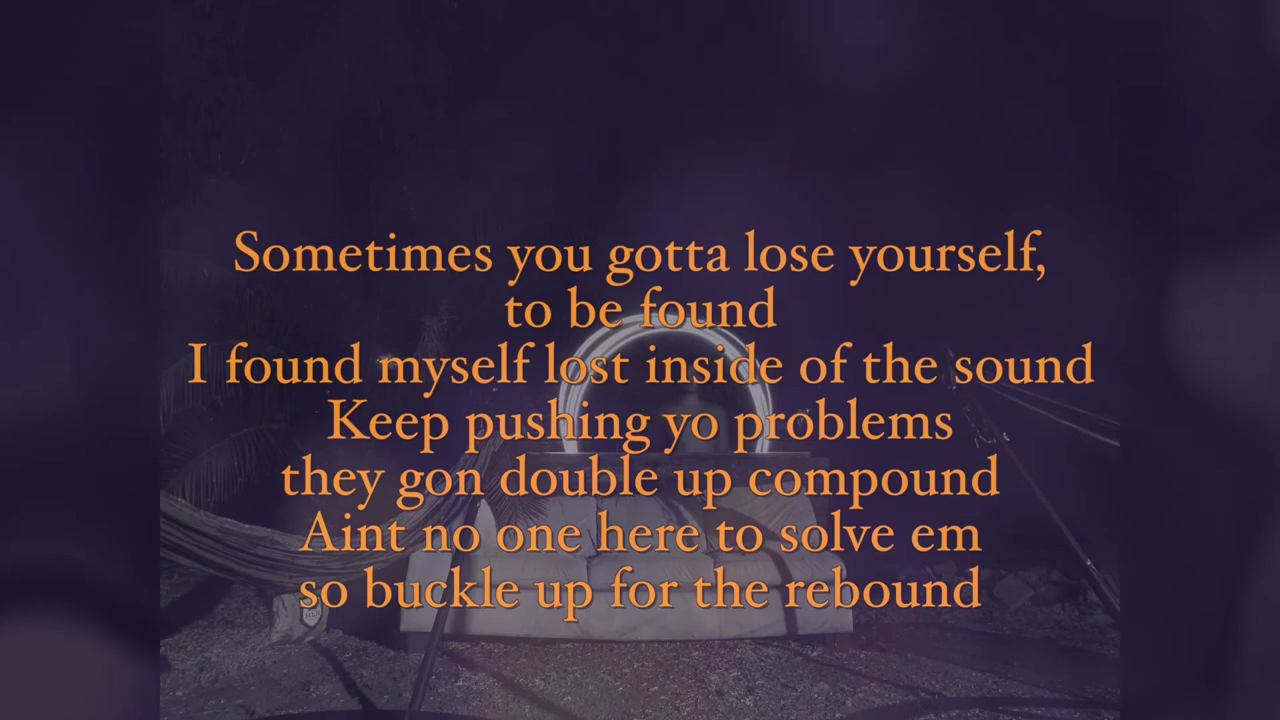 Sometimes you gotta lose yourself,
to be found
I found myself lost inside of the sound
Keep pushing yo problems
they gon double up compound
Aint no one here to solve em
so buckle up for the rebound